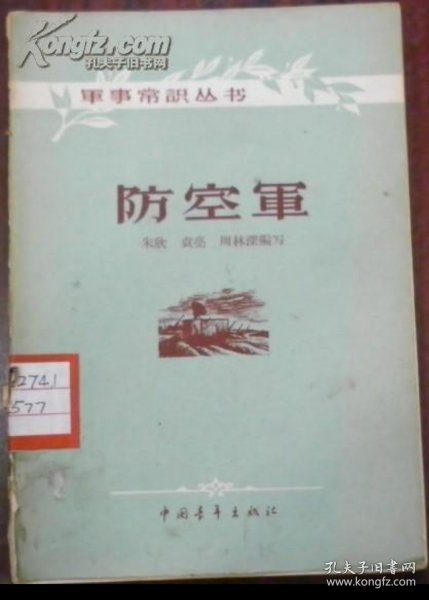 Kongfz.com
孔夫子旧书网
軍事常識丛书
防空軍
朱欣 袁亮 周林深編写
2741
577
中国青年出版社
孔夫子旧书网
www.kongfz.com